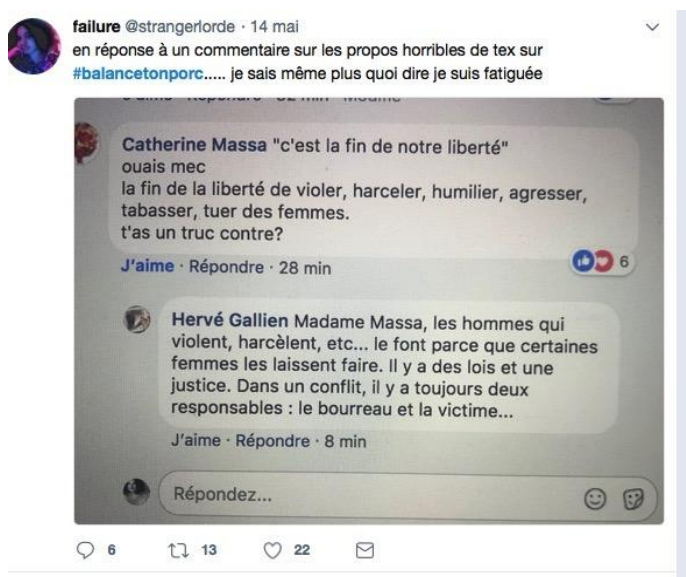 failure @strangerlorde · 14 mai
en réponse à un commentaire sur les propos horribles de tex sur
#balancetonporc..... je sais même plus quoi dire je suis fatiguée
Catherine Massa "c'est la fin de notre liberté"
ouais mec
la fin de la liberté de violer, harceler, humilier, agresser,
tabasser, tuer des femmes.
t'as un truc contre?
J'aime · Répondre · 28 min
6
Hervé Gallien Madame Massa, les hommes qui
violent, harcèlent, etc... le font parce que certaines
femmes les laissent faire. Il y a des lois et une
justice. Dans un conflit, il y a toujours deux
responsables : le bourreau et la victime...
J'aime · Répondre · 8 min
Répondez...
6 13 22